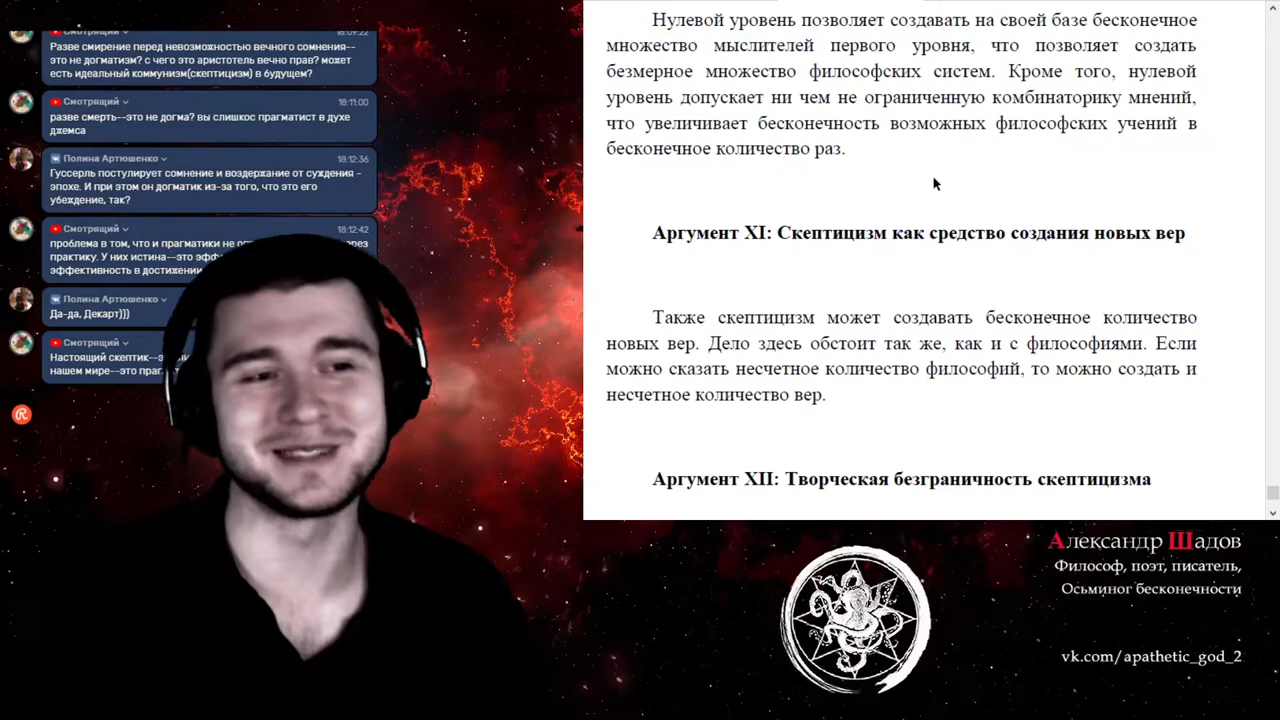 Смотрящий
18:09:22
Разве смирение перед невозможностью вечного сомнения--
это не догматизм? с чего это аристотель вечно прав? может
есть идеальный коммунизм(скептицизм) в будущем?
Смотрящий
18:11:00
разве смерть--это не догма? вы слишкос прагматист в духе
джемса
Полина Артюшенко
18:12:36
Гуссерль постулирует сомнение и воздержание от суждения -
эпохе. И при этом он догматик из-за того, что это его
убеждение, так?
Смотрящий
18:12:42
проблема в том, что и прагматики не
практику. У них истина--это
эффективность в достижении
Полина Артюшенко
Да-да, Декарт)))
Смотрящий
Настоящий скептик--
нашем мире--это
R
Нулевой уровень позволяет создавать на своей базе бесконечное
множество мыслителей первого уровня, что позволяет создать
безмерное множество философских систем. Кроме того, нулевой
уровень допускает ни чем не ограниченную комбинаторику мнений,
что увеличивает бесконечность возможных философских учений в
бесконечное количество раз.
Аргумент XI: Скептицизм как средство создания новых вер
Также скептицизм может создавать бесконечное количество
новых вер. Дело здесь обстоит так же, как и с философиями. Если
можно сказать несчетное количество философий, то можно создать и
несчетное количество вер.
Аргумент XII: Творческая безграничность скептицизма
Александр Шадов
Философ, поэт, писатель,
Осьминог бесконечности
vk.com/apathetic_god_2